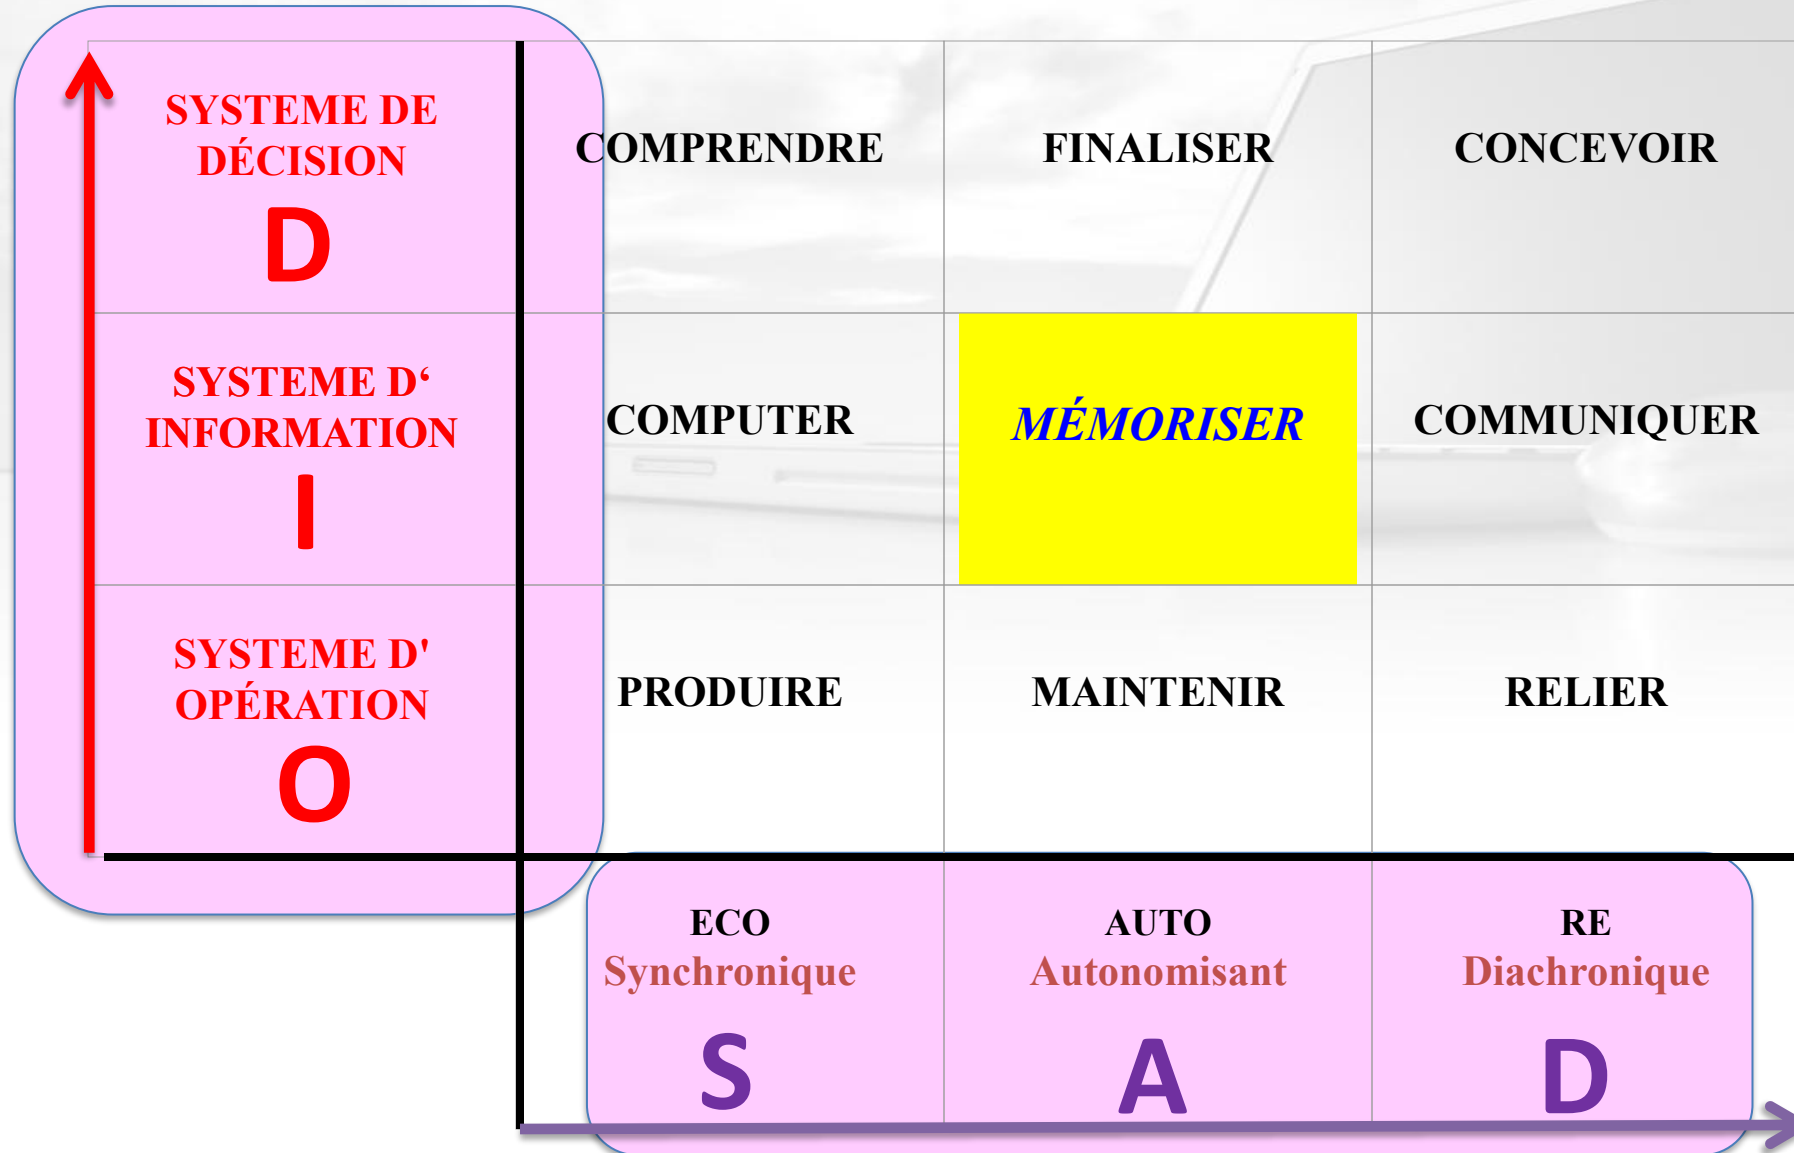 SYSTEME DE
DÉCISION
D
COMPRENDRE
FINALISER
CONCEVOIR
SYSTEME D‘
INFORMATION
I
COMPUTER
MÉMORISER
COMMUNIQUER
SYSTEME D'
OPÉRATION
O
PRODUIRE
MAINTENIR
RELIER
ECO
Synchronique
S
AUTO
Autonomisant
A
RE
Diachronique
D